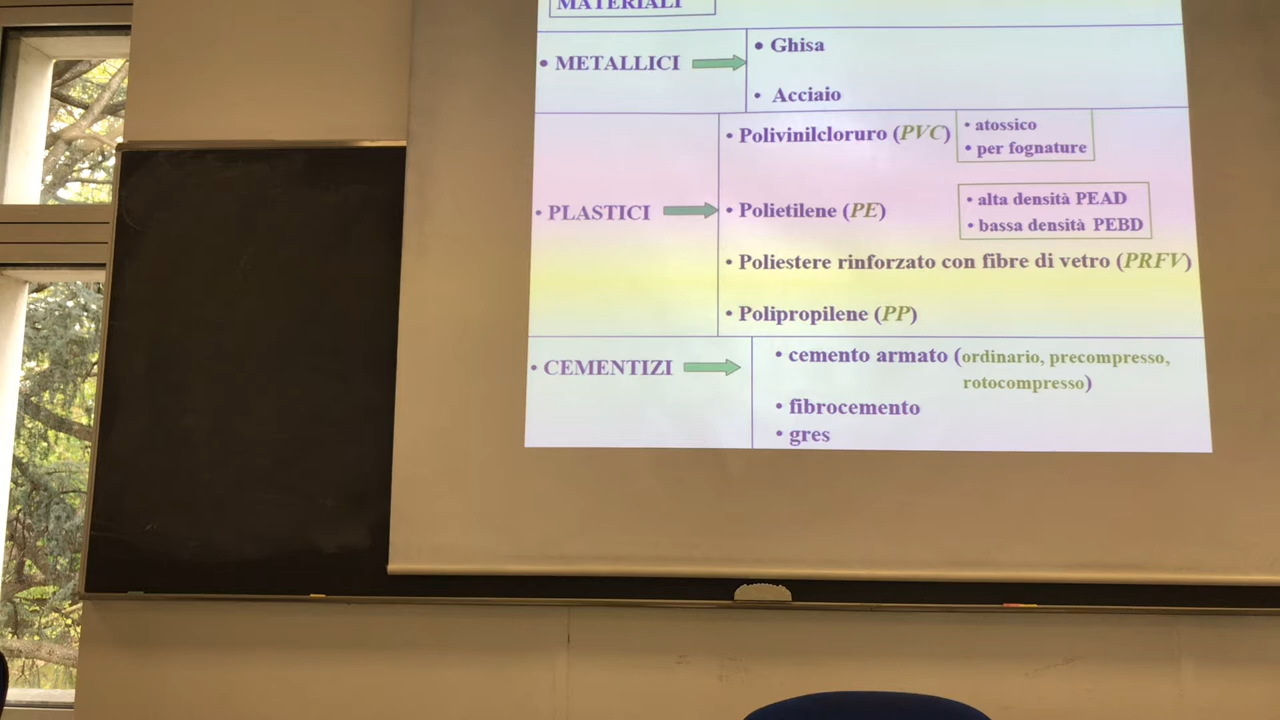 MATERIALI
• METALLICI
• Ghisa
• Acciaio
• PLASTICI
• Polivinilcloruro (PVC)
• atossico
• per fognature
• Polietilene (PE)
• alta densità PEAD
• bassa densità PEBD
• Poliestere rinforzato con fibre di vetro (PRFV)
• Polipropilene (PP)
• CEMENTIZI
• cemento armato (ordinario, precompresso,
rotocompresso)
• fibrocemento
• gres